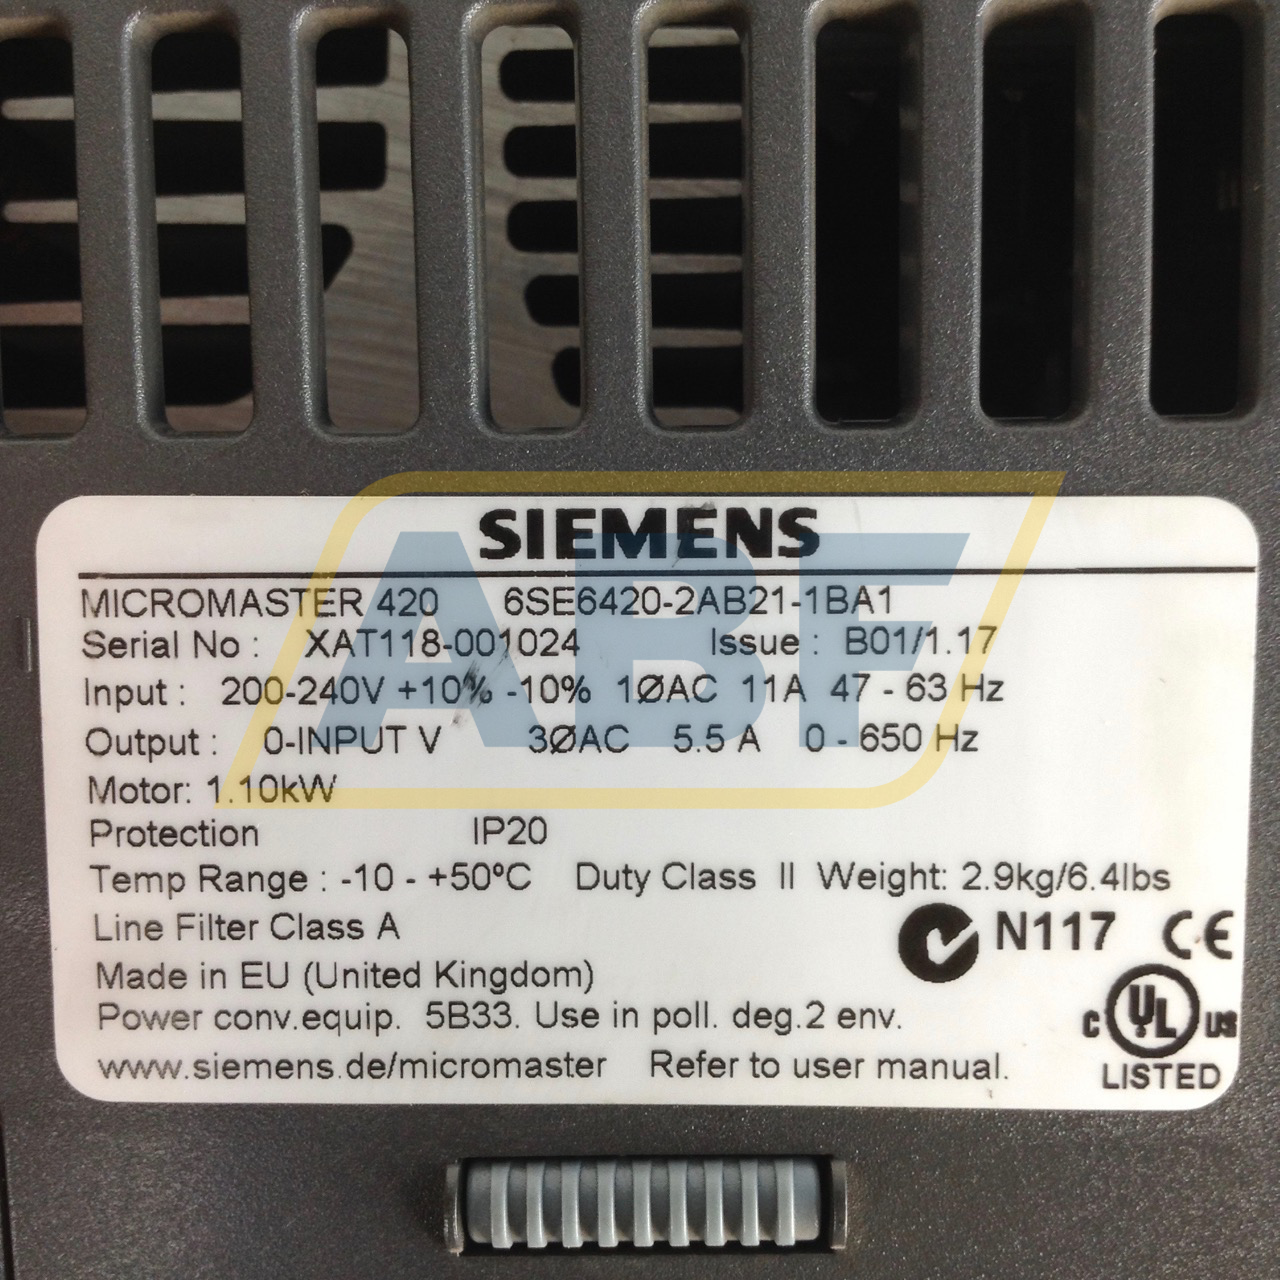 SIEMENS
MICROMASTER 420 6SE6420-2AB21-1BA1
Serial No : XAT118-001024 Issue : B01/1.17
Input : 200-240V +10% -10% 1ØAC 11A 47 - 63 Hz
Output : 0-INPUT V 3ØAC 5.5 A 0 - 650 Hz
Motor: 1.10kW
Protection IP20
Temp Range : -10 - +50ºC Duty Class II Weight: 2.9kg/6.4lbs
Line Filter Class A
N117 CE
Made in EU (United Kingdom)
Power conv.equip. 5B33. Use in poll. deg.2 env.
C UL US
www.siemens.de/micromaster Refer to user manual.
LISTED
ABF